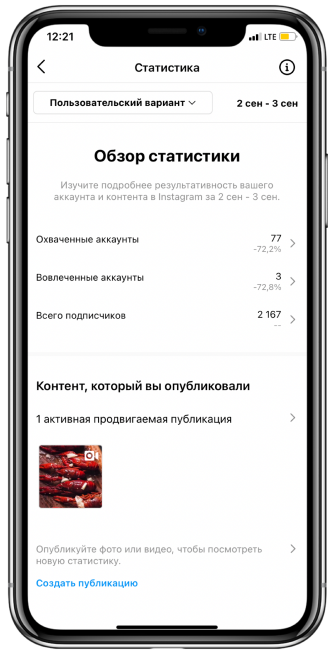 12:21
LTE
Статистика
Пользовательский вариант
2 сен - 3 сен
Обзор статистики
Изучите подробнее результативность вашего
аккаунта и контента в Instagram за 2 сен - 3 сен.
Охваченные аккаунты
77
-72,2%
Вовлеченные аккаунты
3
-72,8%
Всего подписчиков
2 167
--
Контент, который вы опубликовали
1 активная продвигаемая публикация
Опубликуйте фото или видео, чтобы посмотреть
новую статистику.
Создать публикацию